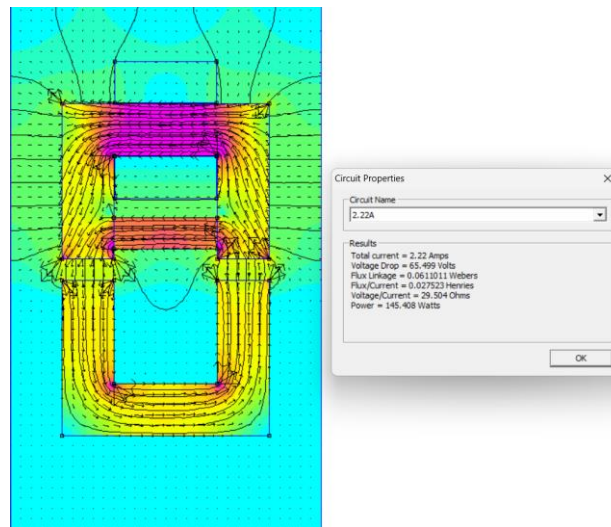 Circuit Properties
Circuit Name
2.22A
Results
Total current = 2.22 Amps
Voltage Drop = 65.499 Volts
Flux Linkage = 0.0611011 Webers
Flux/Current = 0.027523 Henries
Voltage/Current = 29.504 Ohms
Power = 145.408 Watts
OK